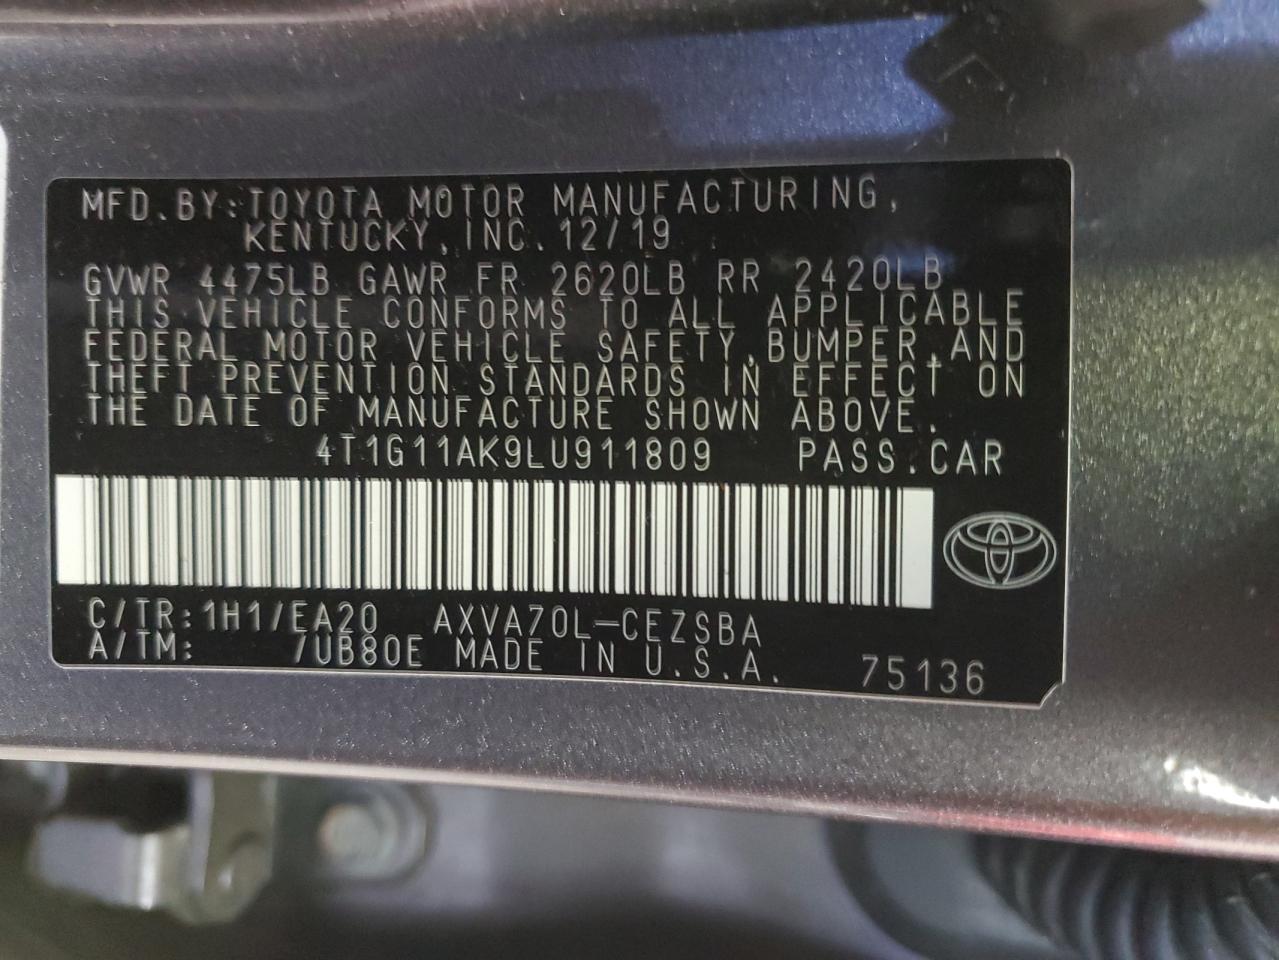 MFD.BY:TOYOTA MOTOR MANUFACTURING,
KENTUCKY,INC. 12/19
GVWR 4475LB GAWR FR 2620LB RR 2420LB
THIS VEHICLE CONFORMS TO ALL APPLICABLE
FEDERAL MOTOR VEHICLE SAFETY,BUMPER,AND
THEFT PREVENTION STANDARDS IN EFFECT ON
THE DATE OF MANUFACTURE SHOWN ABOVE.
4T1G11AK9LU911809 PASS.CAR
C/TR:1H1/EA20 AXVA70L-CEZSBA
A/TM: /UB80E MADE IN U.S.A. 75136